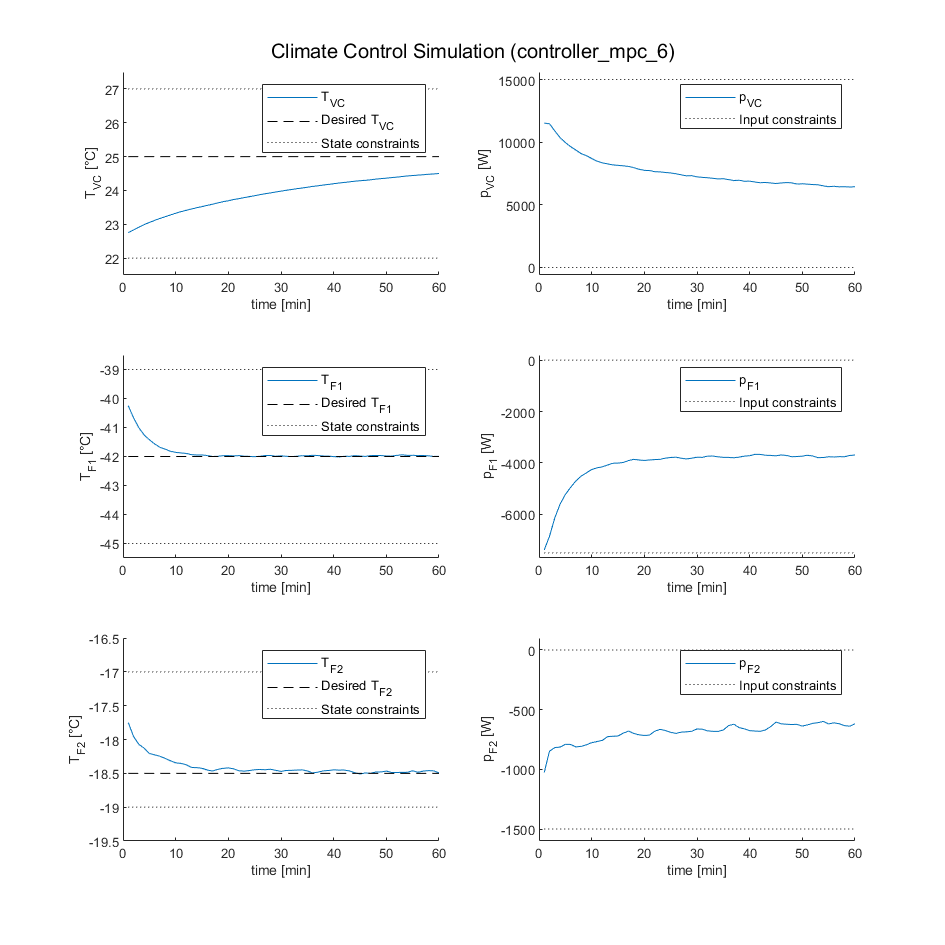 Climate Control Simulation (controller_mpc_6)
27
26
25
24
23
22
T_VC [°C]
0 10 20 30 40 50 60
time [min]
T_VC
Desired T_VC
State constraints
15000
10000
5000
0
p_VC [W]
0 10 20 30 40 50 60
time [min]
p_VC
Input constraints
-39
-40
-41
-42
-43
-44
-45
T_F1 [°C]
0 10 20 30 40 50 60
time [min]
T_F1
Desired T_F1
State constraints
0
-2000
-4000
-6000
p_F1 [W]
0 10 20 30 40 50 60
time [min]
p_F1
Input constraints
-16.5
-17
-17.5
-18
-18.5
-19
-19.5
T_F2 [°C]
0 10 20 30 40 50 60
time [min]
T_F2
Desired T_F2
State constraints
0
-500
-1000
-1500
p_F2 [W]
0 10 20 30 40 50 60
time [min]
p_F2
Input constraints